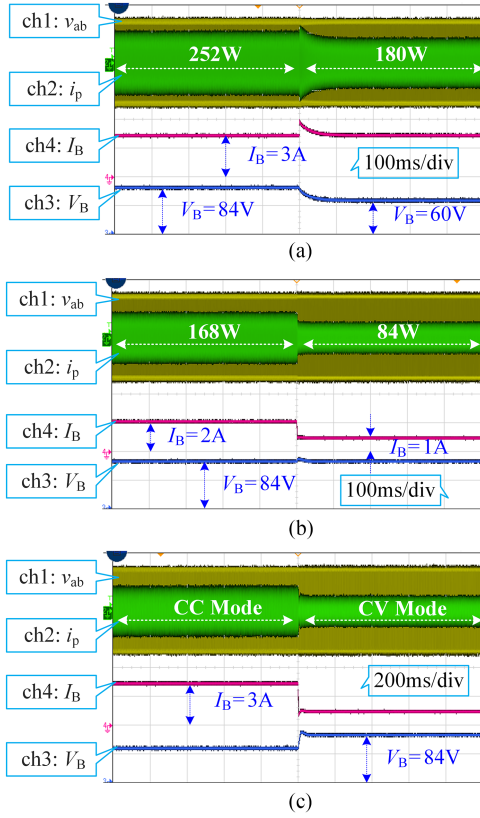 ch1: vab
252W
180W
ch2: ip
ch4: IB
IB=3A
100ms/div
ch3: VB
VB=84V
VB=60V
(a)
ch1: vab
168W
84W
ch2: ip
ch4: IB
IB=2A
IB=1A
ch3: VB
VB=84V
100ms/div
(b)
ch1: vab
CC Mode
CV Mode
ch2: ip
ch4: IB
IB=3A
200ms/div
ch3: VB
VB=84V
(c)